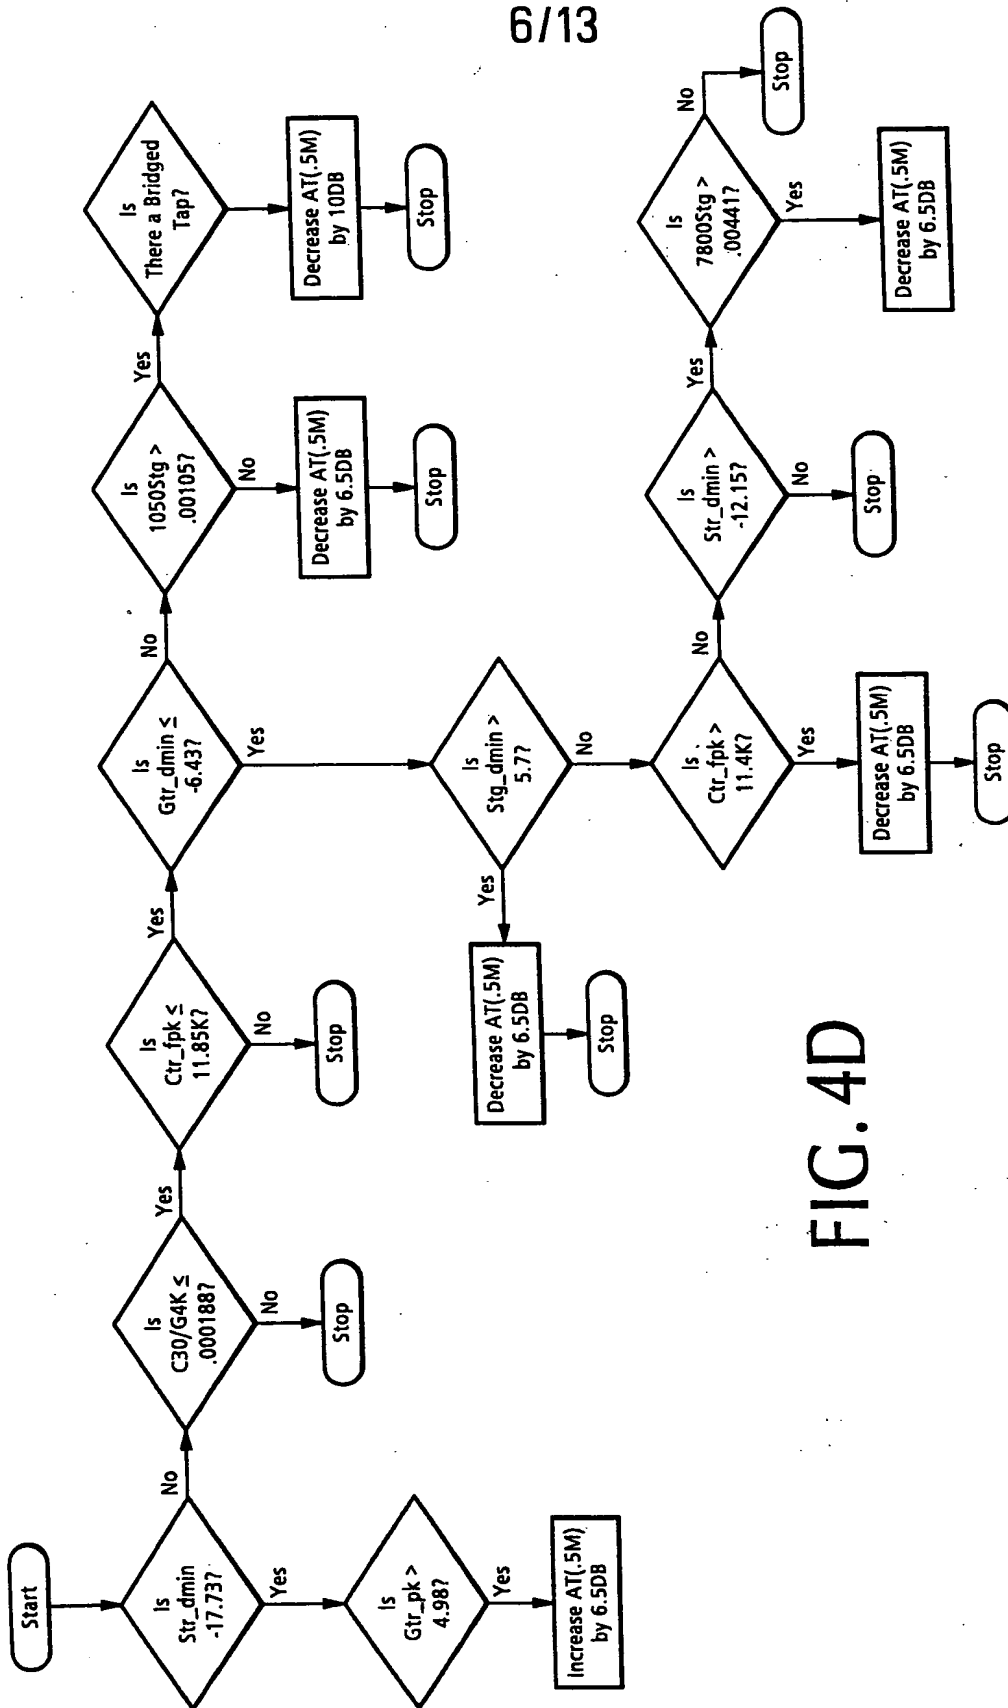 6/13
Start
Is
Str_dmin
-17.73?
No
Yes
Is
Gtr_pk >
4.98?
Yes
Increase AT(.5M)
by 6.5DB
Is
C30/G4K ≤
.000188?
Yes
No
Stop
Is
Ctr_fpk ≤
11.85K?
Yes
No
Stop
Is
Gtr_dmin ≤
-6.43?
No
Yes
Is
1050Stg >
.00105?
Yes
No
Decrease AT(.5M)
by 6.5DB
Stop
Is
There a Bridged
Tap?
Decrease AT(.5M)
by 10DB
Stop
Is
Stg_dmin >
5.7?
Yes
No
Decrease AT(.5M)
by 6.5DB
Stop
Is
Ctr_fpk >
11.4K?
No
Yes
Decrease AT(.5M)
by 6.5DB
Stop
Is
Str_dmin >
-12.15?
Yes
No
Stop
Is
7800Stg >
.00441?
No
Stop
Yes
Decrease AT(.5M)
by 6.5DB
FIG. 4D